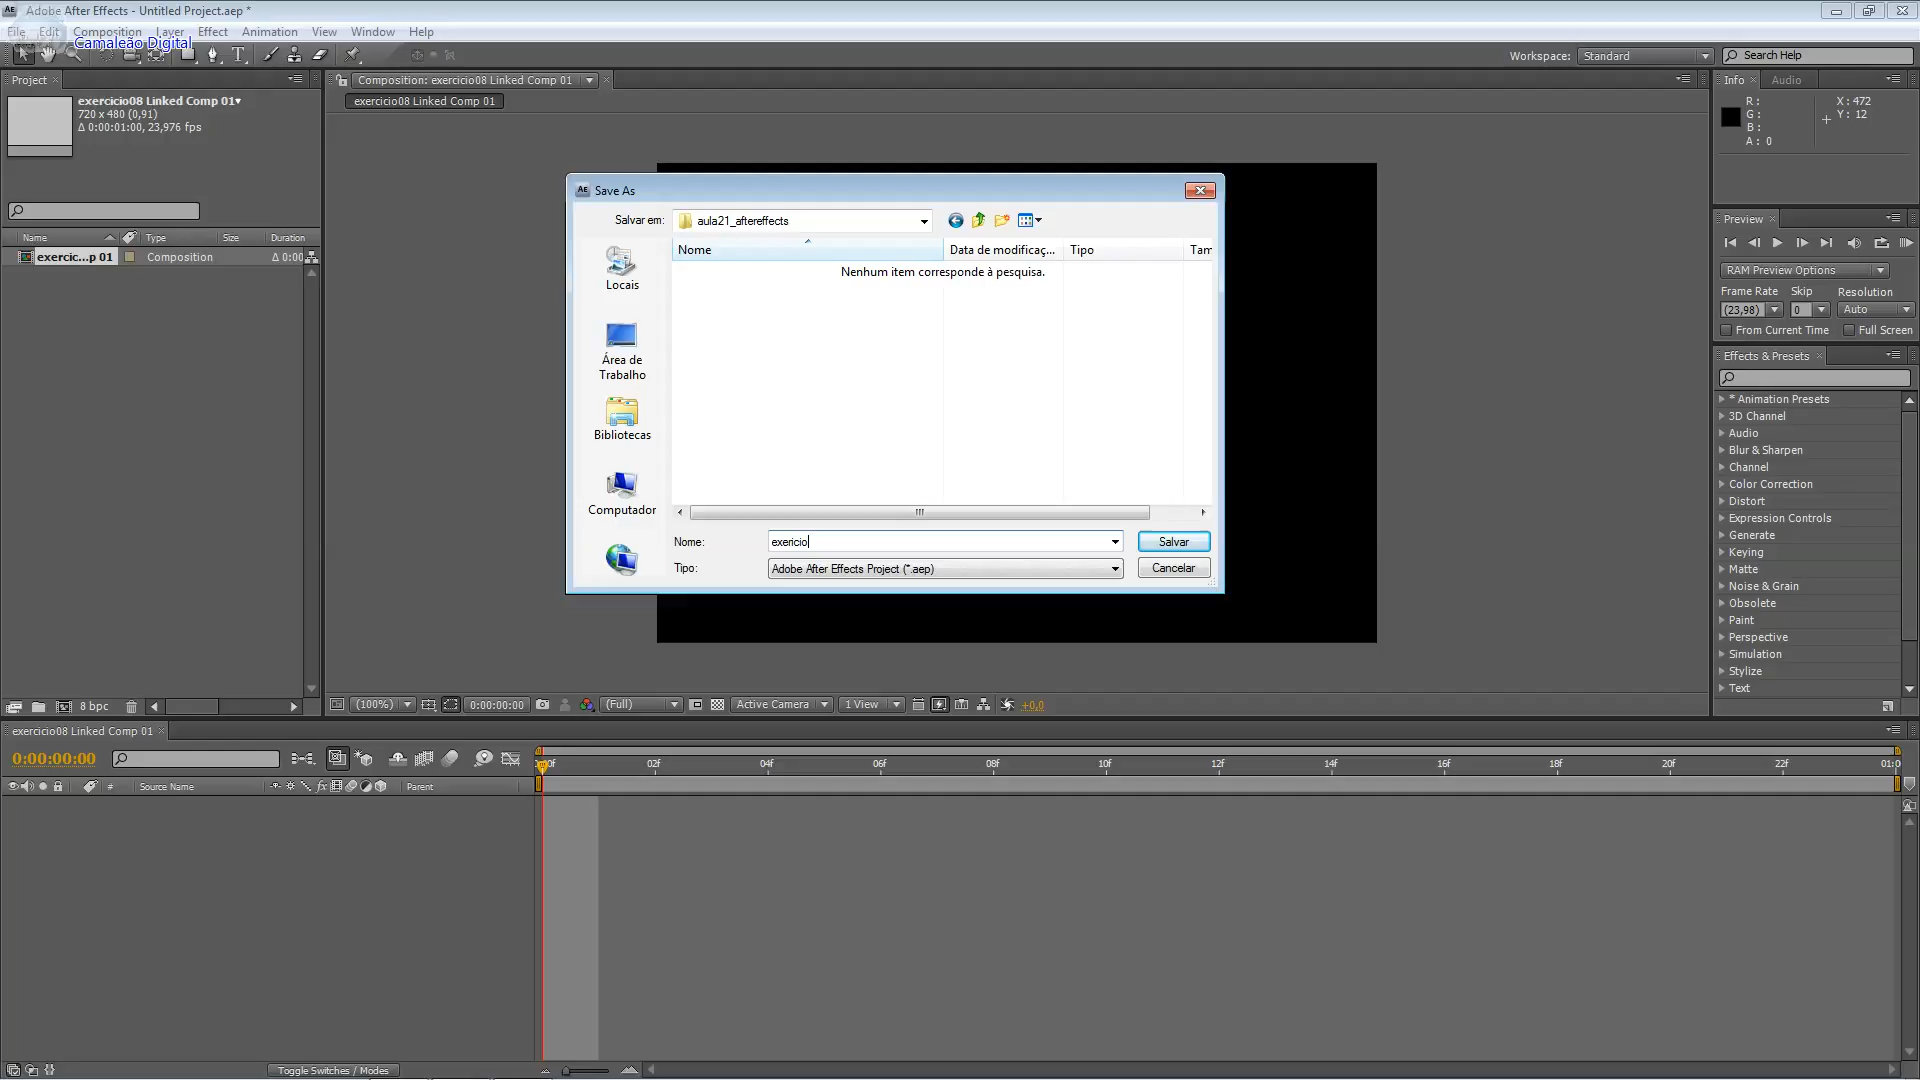 Adobe After Effects - Untitled Project.aep *
File Edit Composition Layer Effect Animation View Window Help
Camaleão Digital
Workspace: Standard
Search Help
Project
exercicio08 Linked Comp 01
720 x 480 (0,91)
Δ 0:00:01:00, 23,976 fps
Name Type Size Duration
exercic...p 01 Composition Δ 0:00
8 bpc
Composition: exercicio08 Linked Comp 01
exercicio08 Linked Comp 01
Save As
Salvar em: aula21_aftereffects
Nome Data de modificaç... Tipo Tam
Nenhum item corresponde à pesquisa.
Locais
Área de
Trabalho
Bibliotecas
Computador
Nome: exericio Salvar
Tipo: Adobe After Effects Project (*.aep) Cancelar
(100%) 0:00:00:00 (Full) Active Camera 1 View +0,0
Info Audio
R: X: 472
G: Y: 12
B:
A: 0
Preview
RAM Preview Options
Frame Rate Skip Resolution
(23,98) 0 Auto
From Current Time Full Screen
Effects & Presets
* Animation Presets
3D Channel
Audio
Blur & Sharpen
Channel
Color Correction
Distort
Expression Controls
Generate
Keying
Matte
Noise & Grain
Obsolete
Paint
Perspective
Simulation
Stylize
Text
exercicio08 Linked Comp 01
0:00:00:00
02f 04f 06f 08f 10f 12f 14f 16f 18f 20f 22f 01:0
# Source Name Parent
Toggle Switches / Modes